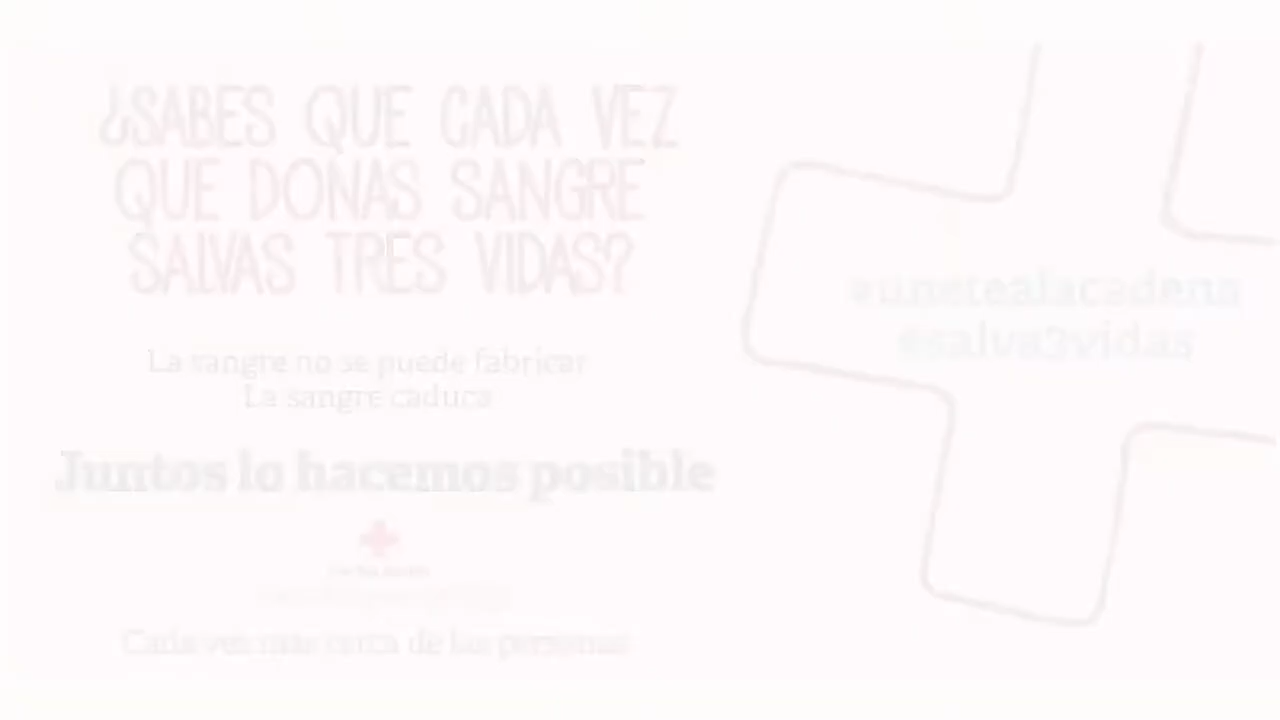 ¿SABES QUE CADA VEZ
QUE DONAS SANGRE
SALVAS TRES VIDAS?
La sangre no se puede fabricar
La sangre caduca
Juntos lo hacemos posible
Cada vez más cerca de las personas
#unetealacadena
#salva3vidas